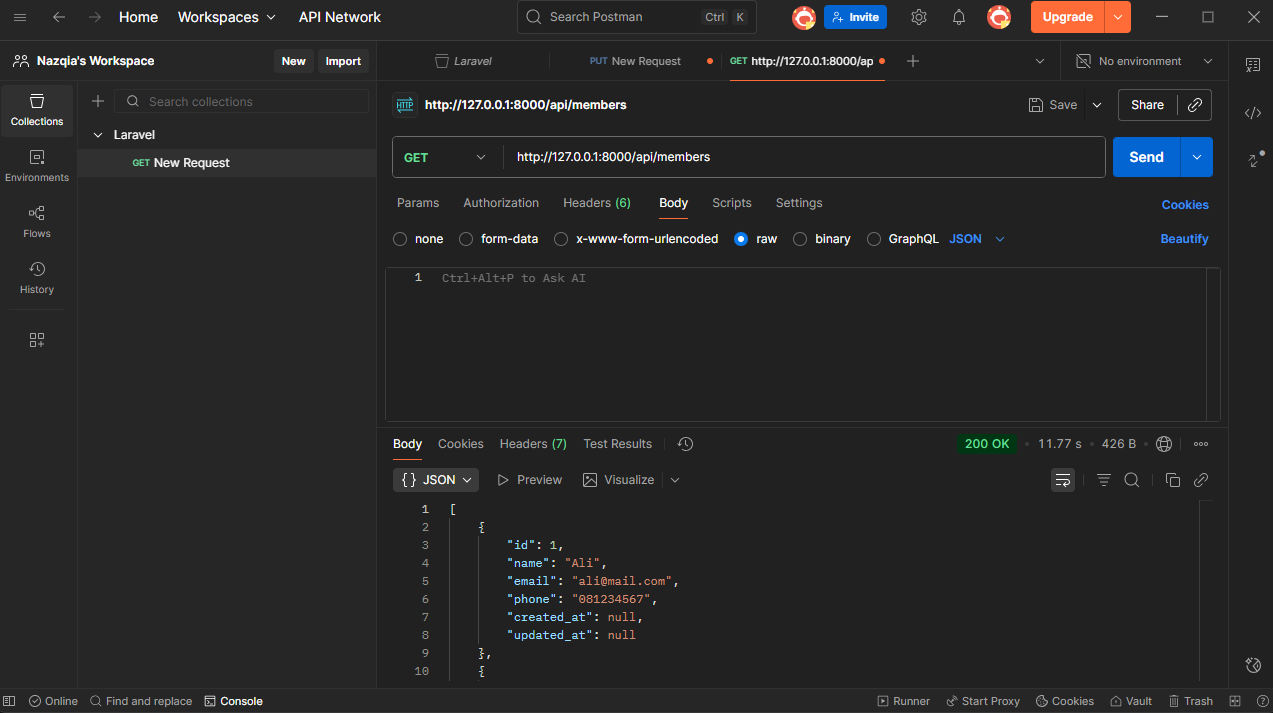 Home Workspaces API Network Search Postman Ctrl K Invite Upgrade
Nazqia's Workspace New Import Laravel PUT New Request GET http://127.0.0.1:8000/ap No environment
Search collections
Collections
Environments
Flows
History
Laravel
GET New Request
HTTP http://127.0.0.1:8000/api/members Save Share
GET http://127.0.0.1:8000/api/members Send
Params Authorization Headers (6) Body Scripts Settings Cookies
none form-data x-www-form-urlencoded raw binary GraphQL JSON Beautify
1 Ctrl+Alt+P to Ask AI
Body Cookies Headers (7) Test Results 200 OK • 11.77 s • 426 B •
{} JSON Preview Visualize
1 [
2 {
3 "id": 1,
4 "name": "Ali",
5 "email": "ali@mail.com",
6 "phone": "081234567",
7 "created_at": null,
8 "updated_at": null
9 },
10 {
Online Find and replace Console Runner Start Proxy Cookies Vault Trash